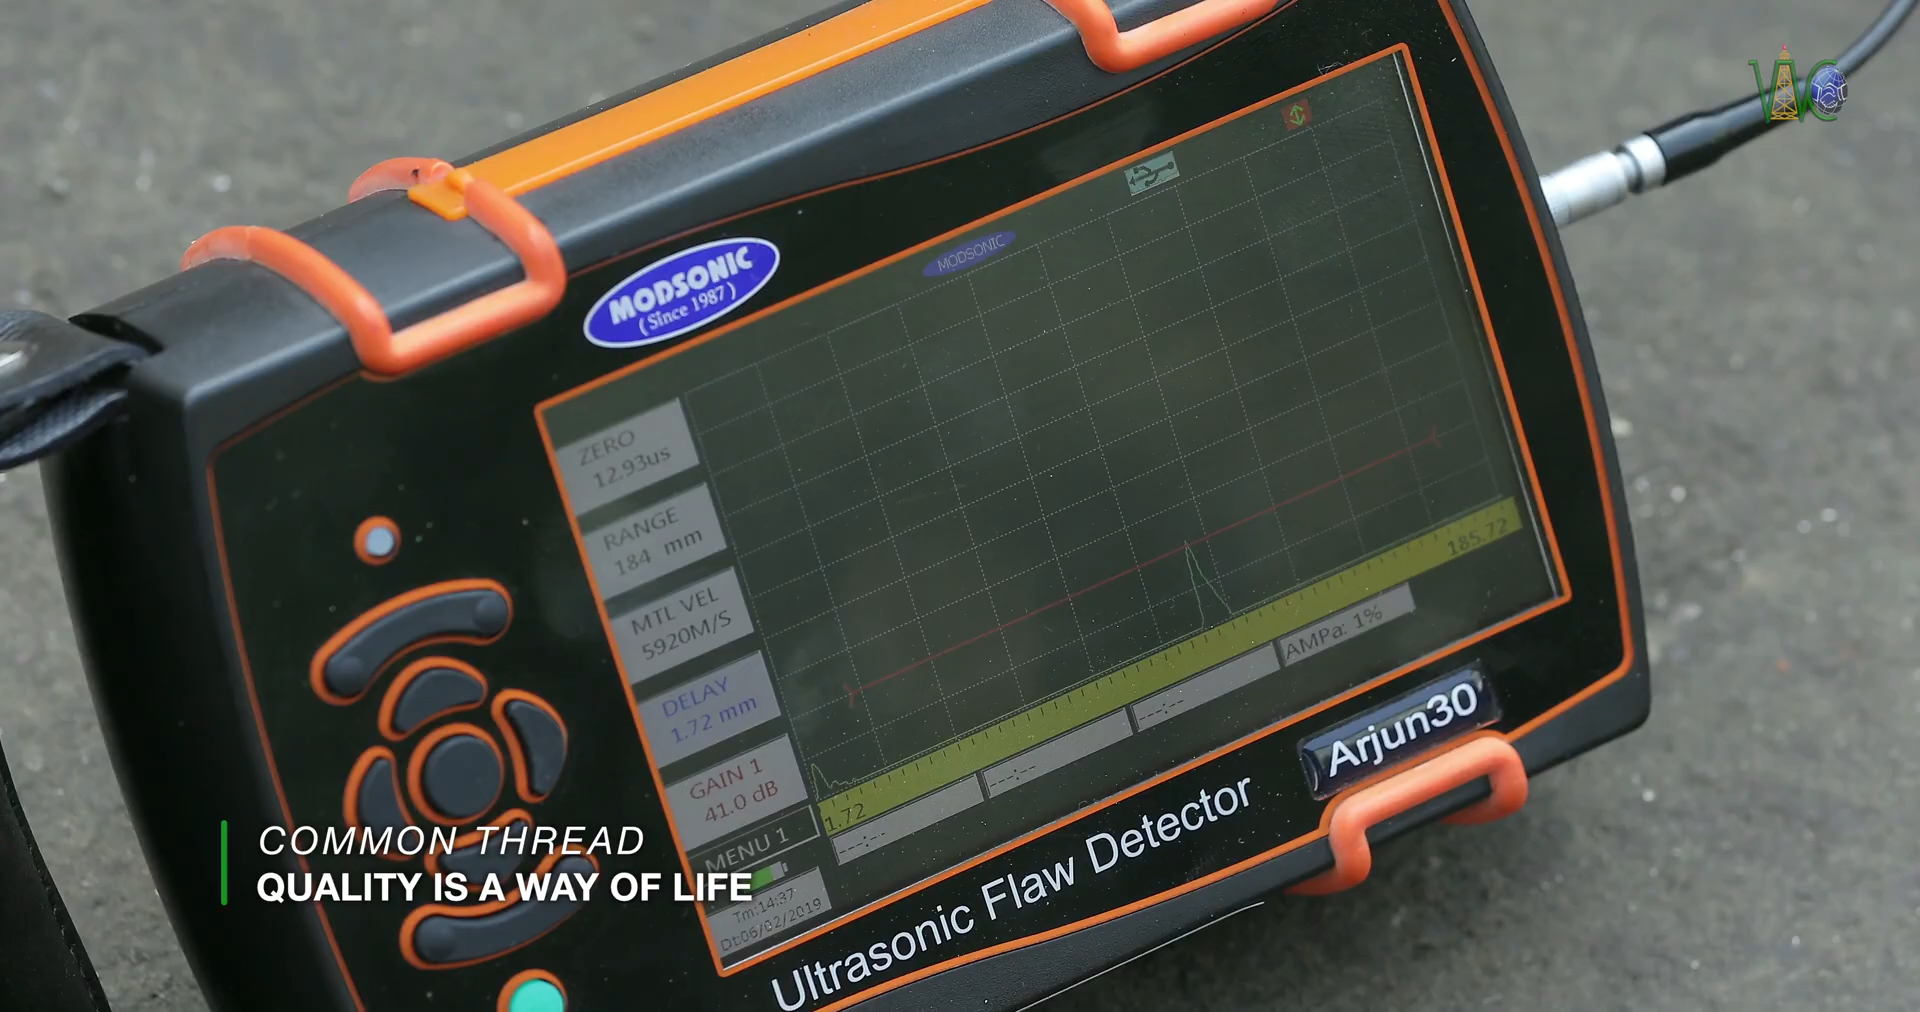 VAC
MODSONIC
( Since 1987 )
MODSONIC
ZERO
12.93us
RANGE
184 mm
MTL VEL
5920M/S
DELAY
1.72 mm
GAIN 1
41.0 dB
MENU 1
Tm:14:37
Dt:06/02/2019
1.72
185.72
AMPa: 1%
Arjun30
Ultrasonic Flaw Detector
COMMON THREAD
QUALITY IS A WAY OF LIFE